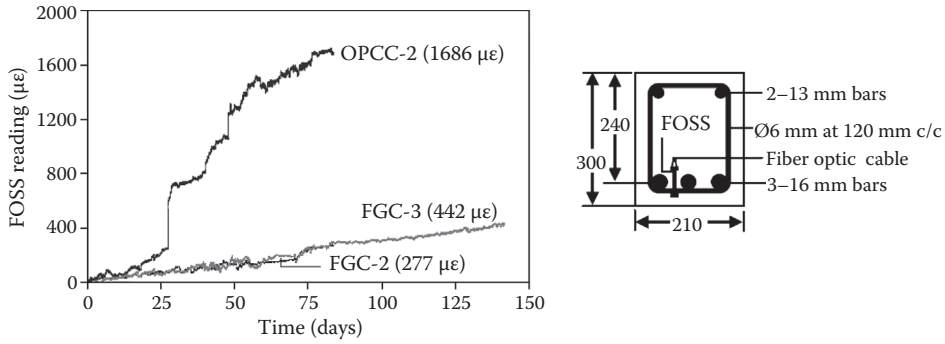 2000
1600
1200
800
400
0
FOSS reading (με)
0 25 50 75 100 125 150
Time (days)
OPCC-2 (1686 με)
FGC-3 (442 με)
FGC-2 (277 με)
300
240
210
FOSS
2–13 mm bars
Ø6 mm at 120 mm c/c
Fiber optic cable
3–16 mm bars